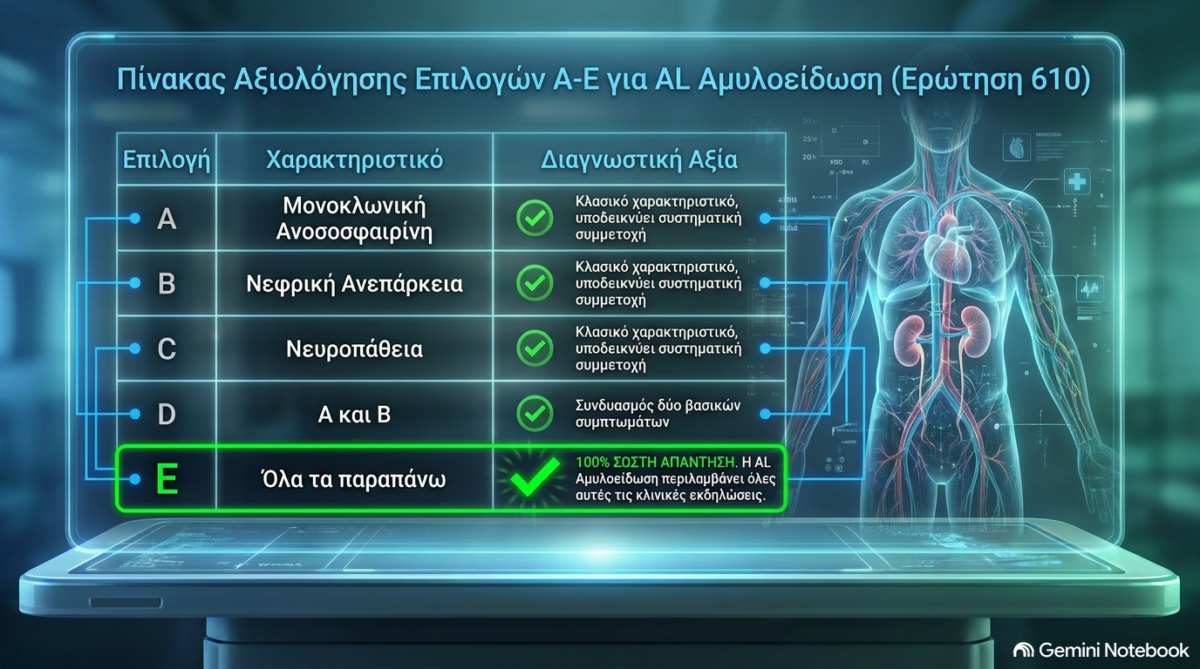 Πίνακας Αξιολόγησης Επιλογών Α-Ε για AL Αμυλοείδωση (Ερώτηση 610)
Επιλογή
Χαρακτηριστικό
Διαγνωστική Αξία
A
Μονοκλωνική
Ανοσοσφαιρίνη
Κλασικό χαρακτηριστικό,
υποδεικνύει συστηματική
συμμετοχή
B
Νεφρική Ανεπάρκεια
Κλασικό χαρακτηριστικό,
υποδεικνύει συστηματική
συμμετοχή
C
Νευροπάθεια
Κλασικό χαρακτηριστικό,
υποδεικνύει συστηματική
συμμετοχή
D
Α και Β
Συνδυασμός δύο βασικών
συμπτωμάτων
E
Όλα τα παραπάνω
100% ΣΩΣΤΗ ΑΠΑΝΤΗΣΗ. Η AL
Αμυλοείδωση περιλαμβάνει όλες
αυτές τις κλινικές εκδηλώσεις.
Gemini Notebook